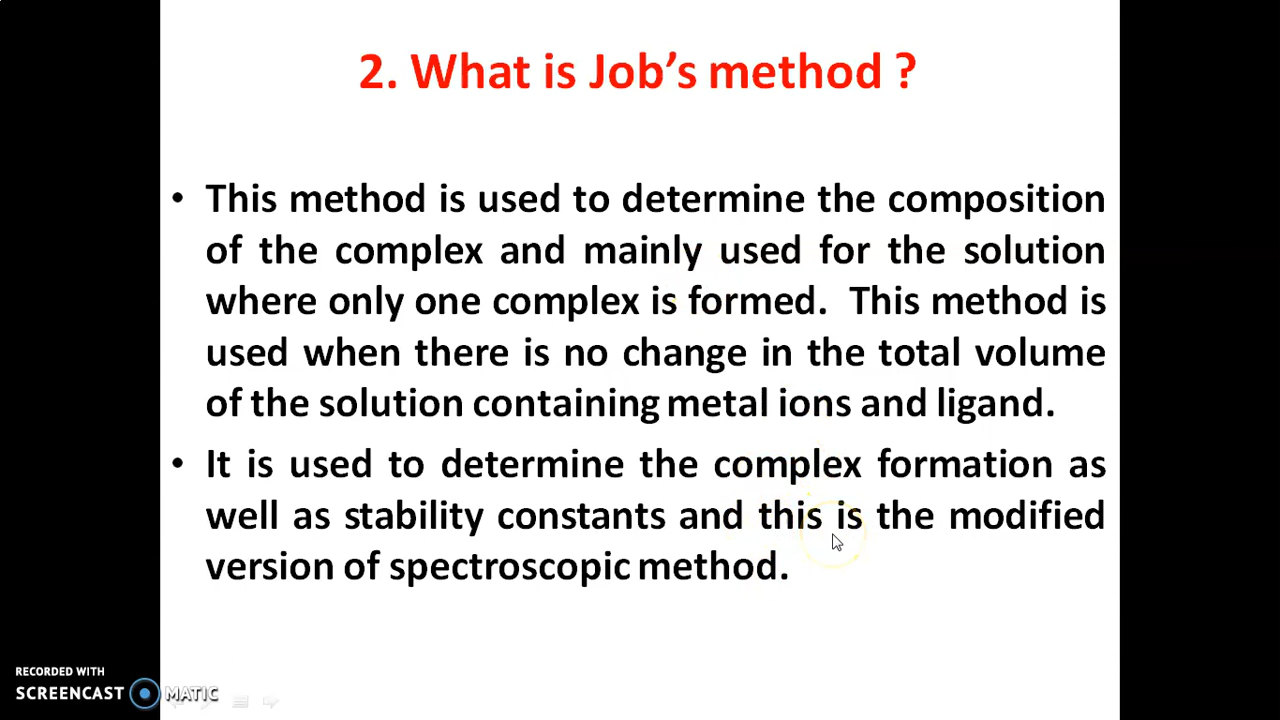 2. What is Job’s method ?
• This method is used to determine the composition
of the complex and mainly used for the solution
where only one complex is formed. This method is
used when there is no change in the total volume
of the solution containing metal ions and ligand.
• It is used to determine the complex formation as
well as stability constants and this is the modified
version of spectroscopic method.
RECORDED WITH
SCREENCAST MATIC